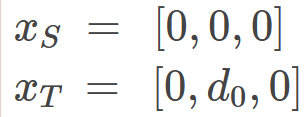 x_S = [0, 0, 0]
x_T = [0, d_0, 0]